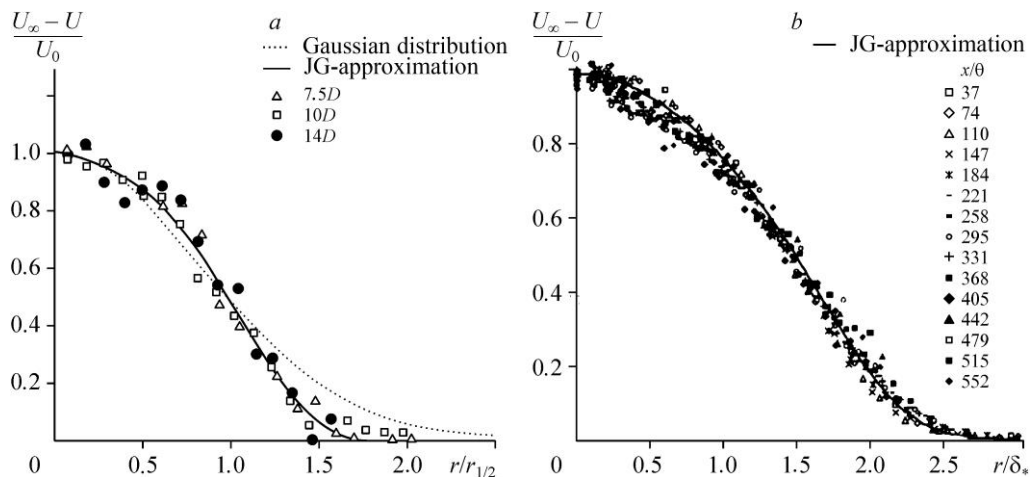 U∞ – U
U₀
a
Gaussian distribution
JG-approximation
7.5D
10D
14D
1.0
0.8
0.6
0.4
0.2
0
0.5
1.0
1.5
2.0
r/r₁/₂
U∞ – U
U₀
b
JG-approximation
x/θ
37
74
110
147
184
221
258
295
331
368
405
442
479
515
552
0.8
0.6
0.4
0.2
0
0.5
1.0
1.5
2.0
2.5
r/δ*